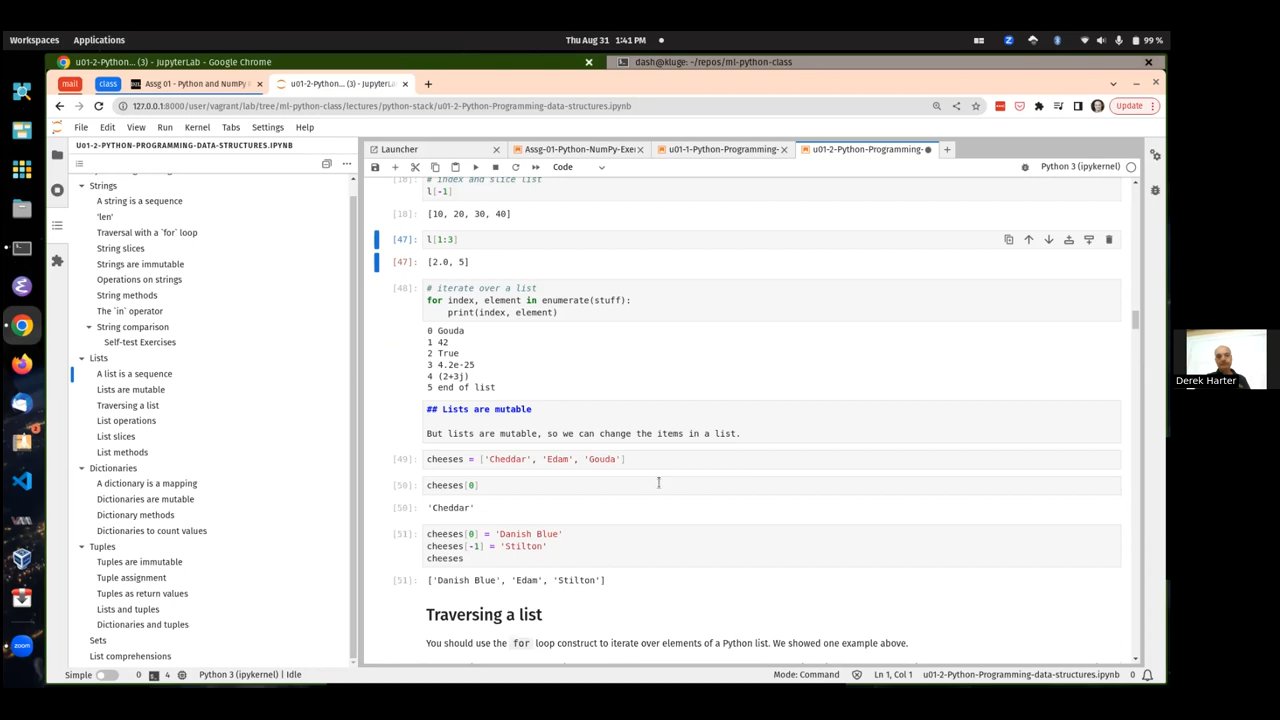 Workspaces Applications Thu Aug 31 1:41 PM 99 %
u01-2-Python... (3) - JupyterLab - Google Chrome
dash@kluge: ~/repos/ml-python-class
mail class Assg 01 - Python and NumPy u01-2-Python... (3) - JupyterL
127.0.0.1:8000/user/vagrant/lab/tree/ml-python-class/lectures/python-stack/u01-2-Python-Programming-data-structures.ipynb
Update
File Edit View Run Kernel Tabs Settings Help
U01-2-PYTHON-PROGRAMMING-DATA-STRUCTURES.IPYNB
Strings
A string is a sequence
'len'
Traversal with a `for` loop
String slices
Strings are immutable
Operations on strings
String methods
The `in` operator
String comparison
Self-test Exercises
Lists
A list is a sequence
Lists are mutable
Traversing a list
List operations
List slices
List methods
Dictionaries
A dictionary is a mapping
Dictionaries are mutable
Dictionary methods
Dictionaries to count values
Tuples
Tuples are immutable
Tuple assignment
Tuples as return values
Lists and tuples
Dictionaries and tuples
Sets
List comprehensions
Launcher Assg-01-Python-NumPy-Exer u01-1-Python-Programming- u01-2-Python-Programming-
Code
Python 3 (ipykernel)
[18]: # index and slice list
l[-1]
[18]: [10, 20, 30, 40]
[47]: l[1:3]
[47]: [2.0, 5]
[48]: # iterate over a list
for index, element in enumerate(stuff):
print(index, element)
0 Gouda
1 42
2 True
3 4.2e-25
4 (2+3j)
5 end of list
## Lists are mutable
But lists are mutable, so we can change the items in a list.
[49]: cheeses = ['Cheddar', 'Edam', 'Gouda']
[50]: cheeses[0]
[50]: 'Cheddar'
[51]: cheeses[0] = 'Danish Blue'
cheeses[-1] = 'Stilton'
cheeses
[51]: ['Danish Blue', 'Edam', 'Stilton']
Traversing a list
You should use the for loop construct to iterate over elements of a Python list. We showed one example above.
Simple 0 4 Python 3 (ipykernel) | Idle
Mode: Command Ln 1, Col 1 u01-2-Python-Programming-data-structures.ipynb 0
Derek Harter
zoom